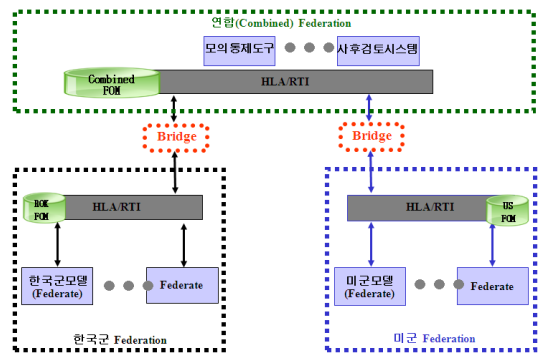 연합(Combined) Federation
모의통제도구
사후검토시스템
Combined
FOM
HLA/RTI
Bridge
Bridge
ROK
FOM
HLA/RTI
HLA/RTI
US
FOM
한국군모델
(Federate)
Federate
미군모델
(Federate)
Federate
한국군 Federation
미군 Federation